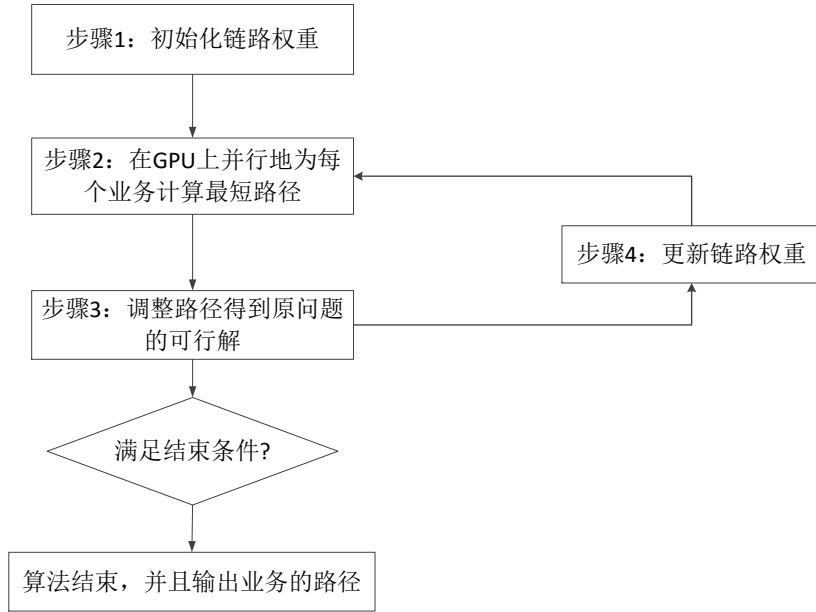 步骤1：初始化链路权重
步骤2：在GPU上并行地为每
个业务计算最短路径
步骤4：更新链路权重
步骤3：调整路径得到原问题
的可行解
满足结束条件?
算法结束，并且输出业务的路径